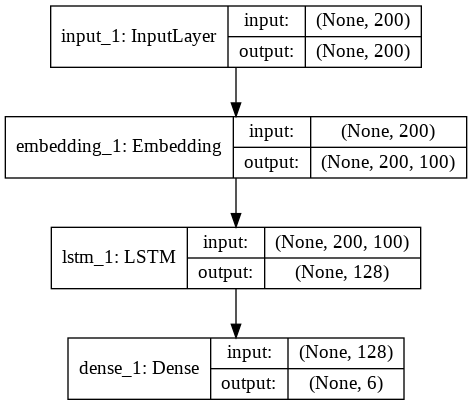 input_1: InputLayer
input: (None, 200)
output: (None, 200)
embedding_1: Embedding
input: (None, 200)
output: (None, 200, 100)
lstm_1: LSTM
input: (None, 200, 100)
output: (None, 128)
dense_1: Dense
input: (None, 128)
output: (None, 6)